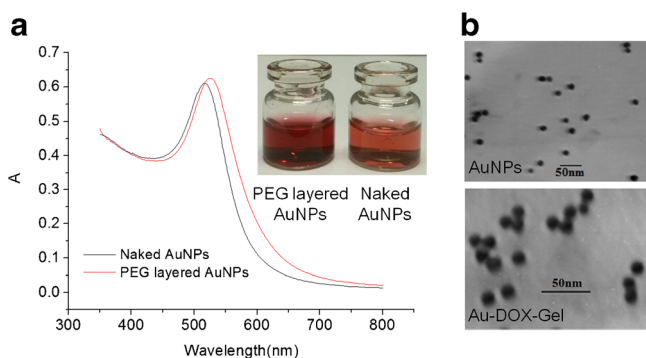 a
0.7
0.6
0.5
0.4
0.3
0.2
0.1
0.0
A
300
400
500
600
700
800
900
Wavelength(nm)
Naked AuNPs
PEG layered AuNPs
PEG layered
AuNPs
Naked
AuNPs
b
AuNPs
50nm
Au-DOX-Gel
50nm